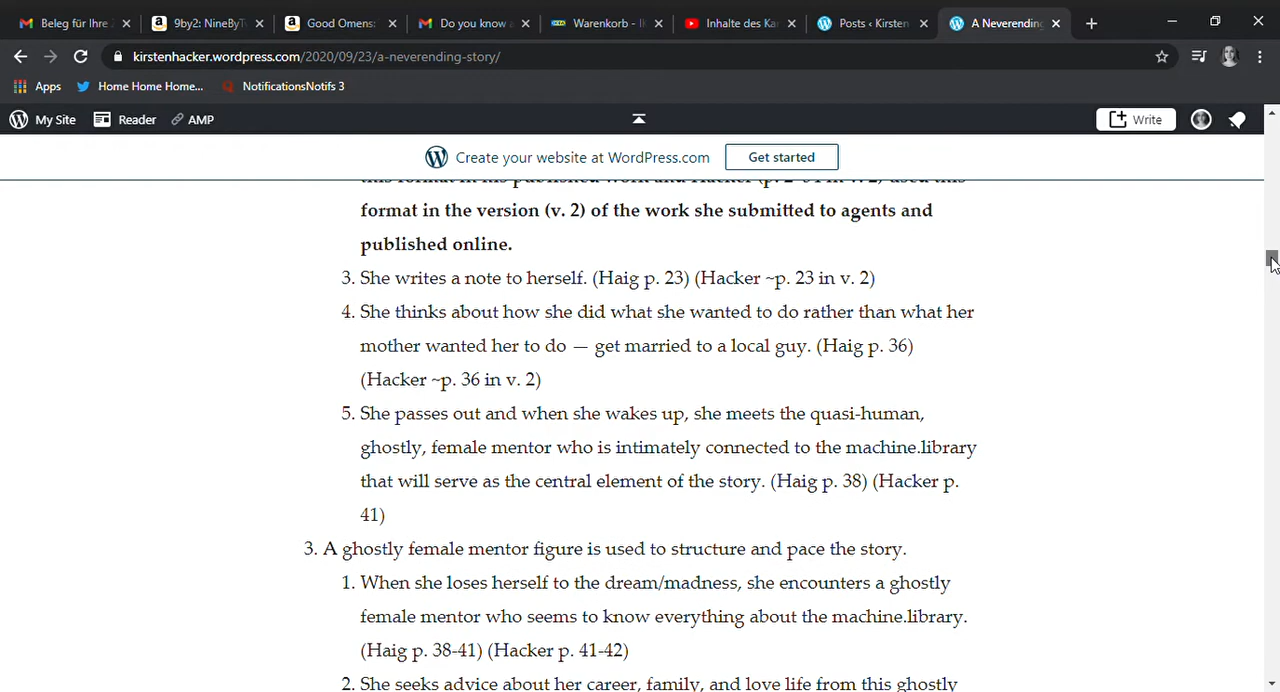 Beleg für Ihre
9by2: NineByT
Good Omens:
Do you know
Warenkorb - I
Inhalte des Ka
Posts ‹ Kirsten
A Neverending
kirstenhacker.wordpress.com/2020/09/23/a-neverending-story/
Apps Home Home Home... NotificationsNotifs 3
My Site Reader AMP Write
Create your website at WordPress.com Get started
format in the version (v. 2) of the work she submitted to agents and
published online.
3. She writes a note to herself. (Haig p. 23) (Hacker ~p. 23 in v. 2)
4. She thinks about how she did what she wanted to do rather than what her
mother wanted her to do — get married to a local guy. (Haig p. 36)
(Hacker ~p. 36 in v. 2)
5. She passes out and when she wakes up, she meets the quasi-human,
ghostly, female mentor who is intimately connected to the machine.library
that will serve as the central element of the story. (Haig p. 38) (Hacker p.
41)
3. A ghostly female mentor figure is used to structure and pace the story.
1. When she loses herself to the dream/madness, she encounters a ghostly
female mentor who seems to know everything about the machine.library.
(Haig p. 38-41) (Hacker p. 41-42)
2. She seeks advice about her career, family, and love life from this ghostly